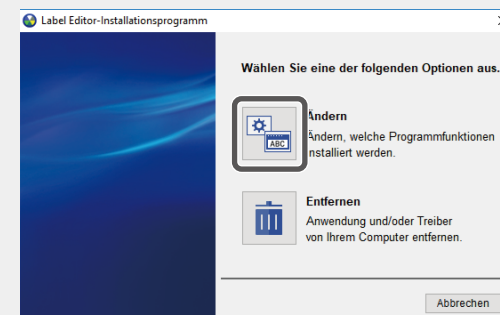 Label Editor-Installationsprogramm
Wählen Sie eine der folgenden Optionen aus.
Ändern
Ändern, welche Programmfunktionen
installiert werden.
ABC
Entfernen
Anwendung und/oder Treiber
von Ihrem Computer entfernen.
Abbrechen